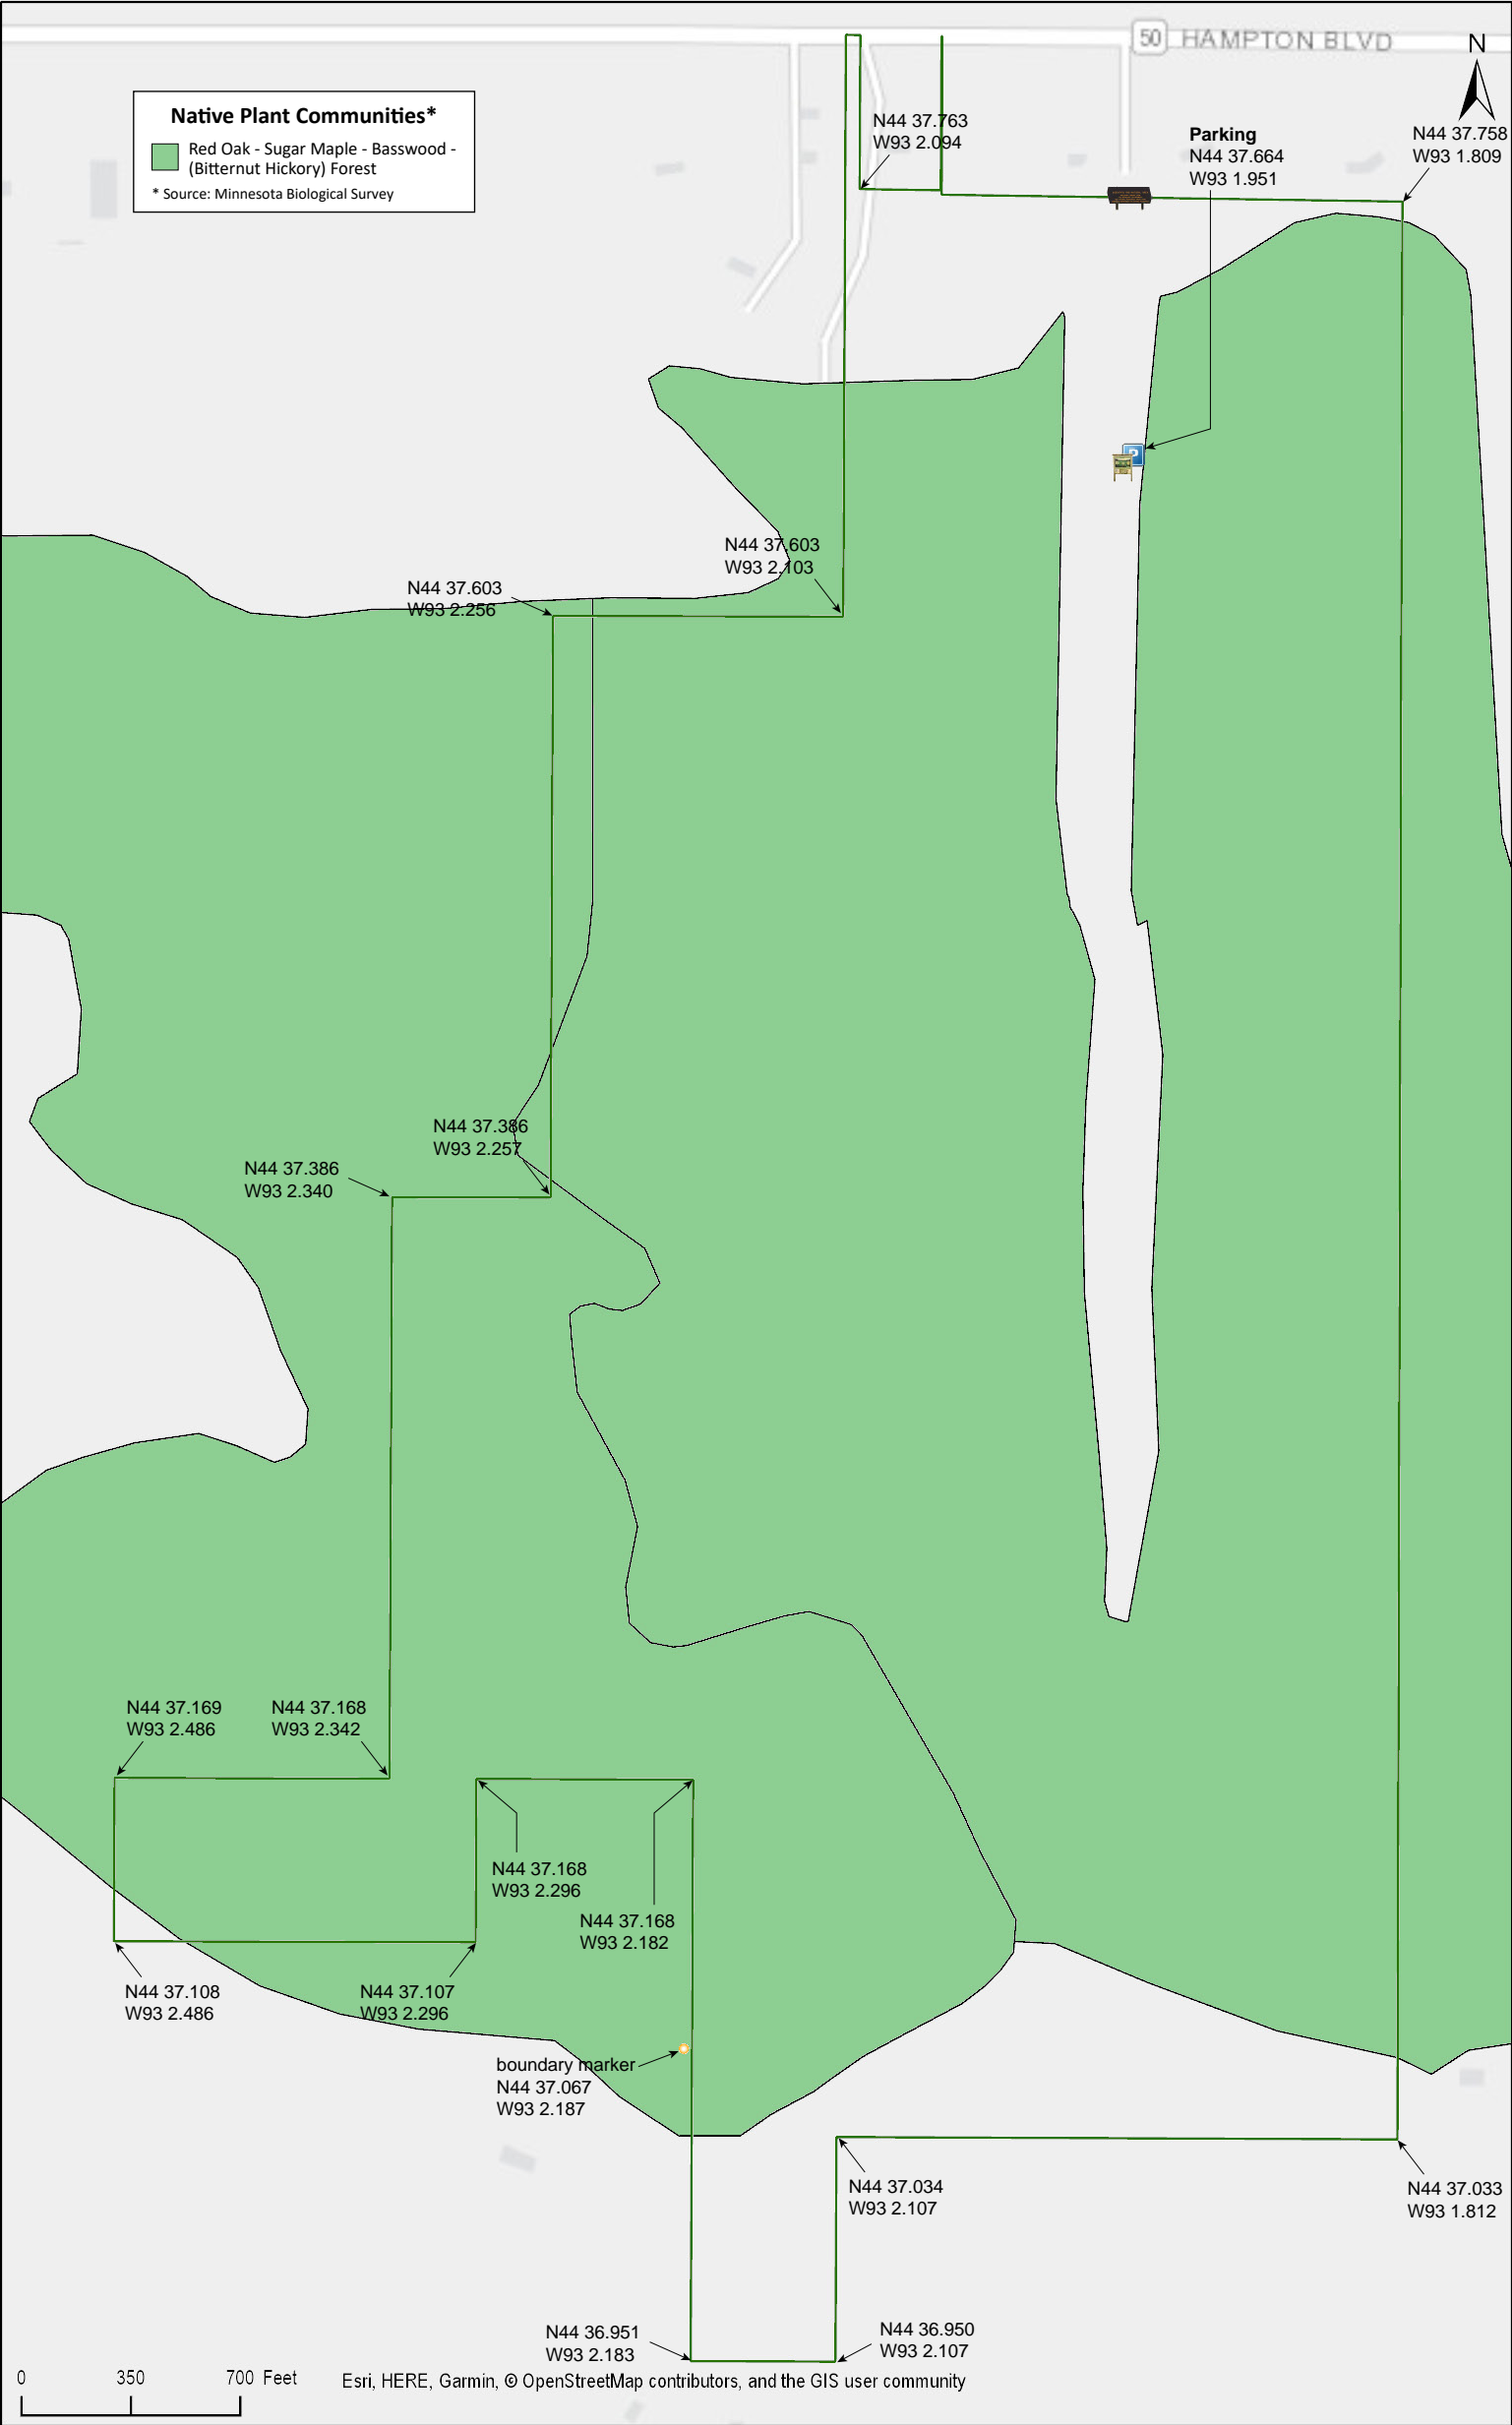 50 HAMPTON BLVD
N
Native Plant Communities*
Red Oak - Sugar Maple - Basswood -
(Bitternut Hickory) Forest
* Source: Minnesota Biological Survey
N44 37.763
W93 2.094
Parking
N44 37.664
W93 1.951
N44 37.758
W93 1.809
P
N44 37.603
W93 2.103
N44 37.603
W93 2.256
N44 37.386
W93 2.257
N44 37.386
W93 2.340
N44 37.169
W93 2.486
N44 37.168
W93 2.342
N44 37.168
W93 2.296
N44 37.168
W93 2.182
N44 37.108
W93 2.486
N44 37.107
W93 2.296
boundary marker
N44 37.067
W93 2.187
N44 37.034
W93 2.107
N44 37.033
W93 1.812
N44 36.951
W93 2.183
N44 36.950
W93 2.107
0 350 700 Feet
Esri, HERE, Garmin, © OpenStreetMap contributors, and the GIS user community